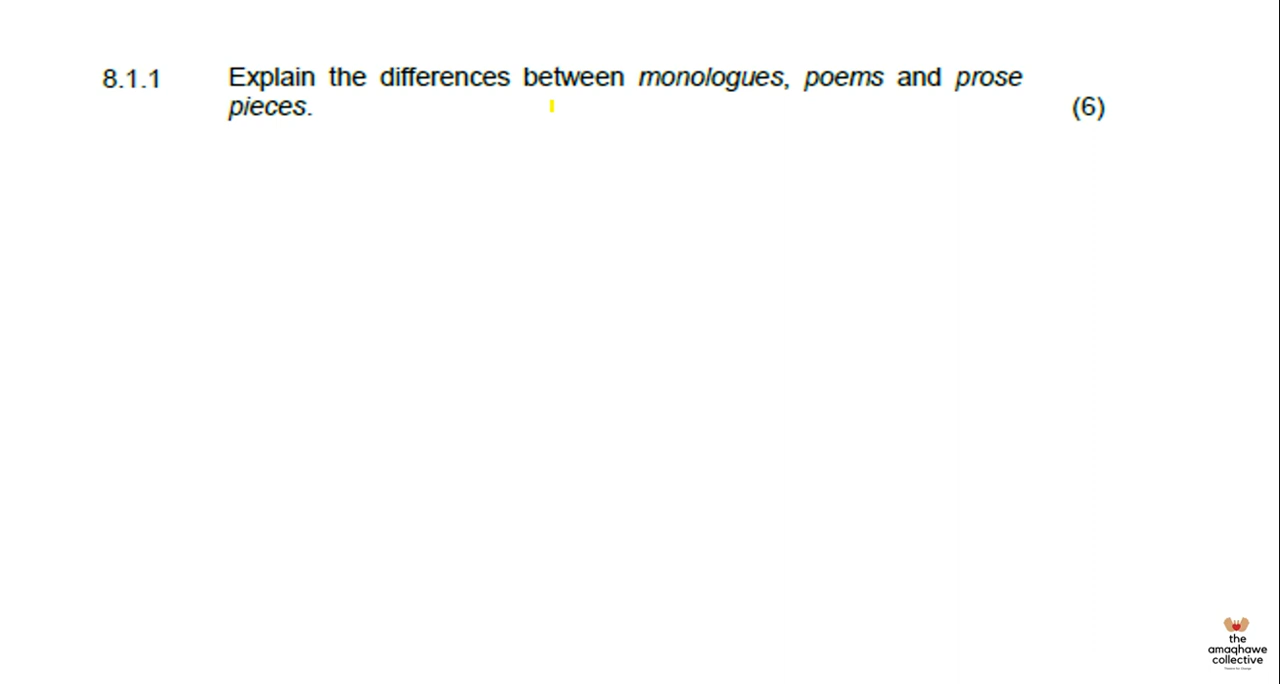 8.1.1 Explain the differences between monologues, poems and prose
pieces. (6)
the
amaqhawe
collective